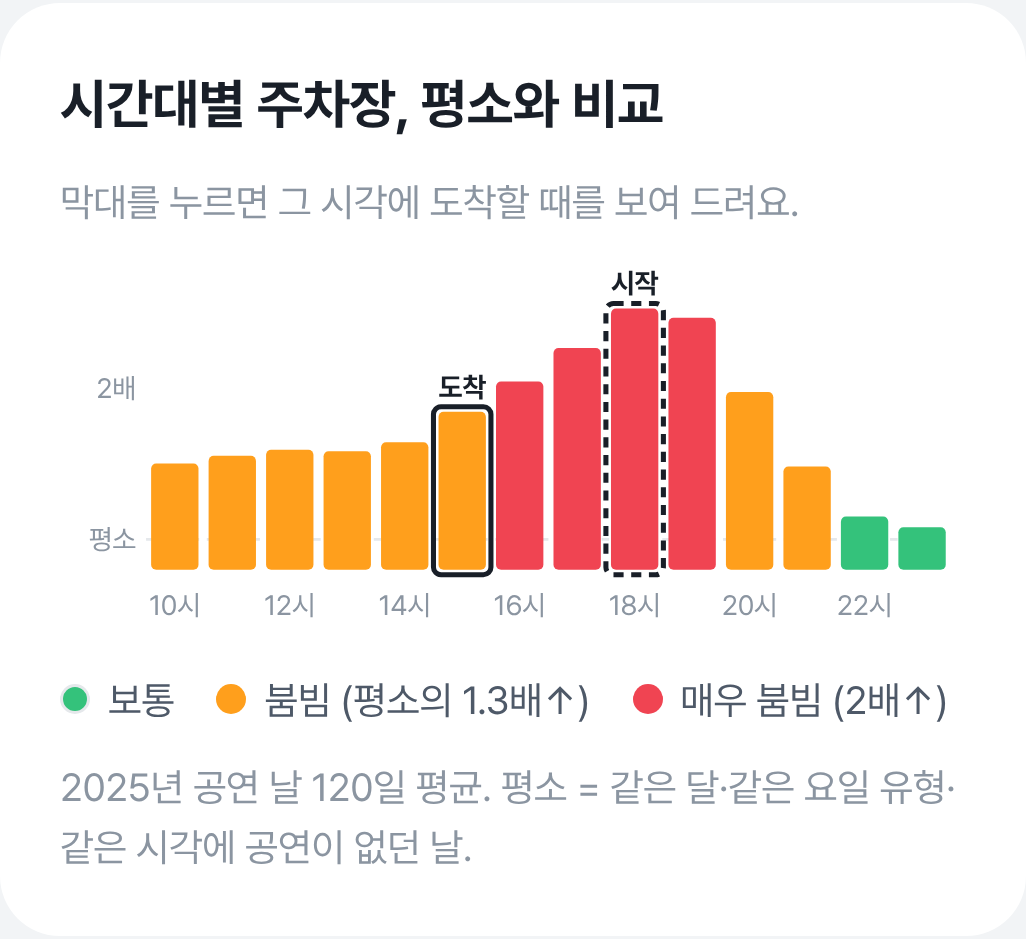 시간대별 주차장, 평소와 비교
막대를 누르면 그 시각에 도착할 때를 보여 드려요.
시작
도착
2배
평소
10시 12시 14시 16시 18시 20시 22시
보통 붐빔 (평소의 1.3배↑) 매우 붐빔 (2배↑)
2025년 공연 날 120일 평균. 평소 = 같은 달·같은 요일 유형·
같은 시각에 공연이 없던 날.